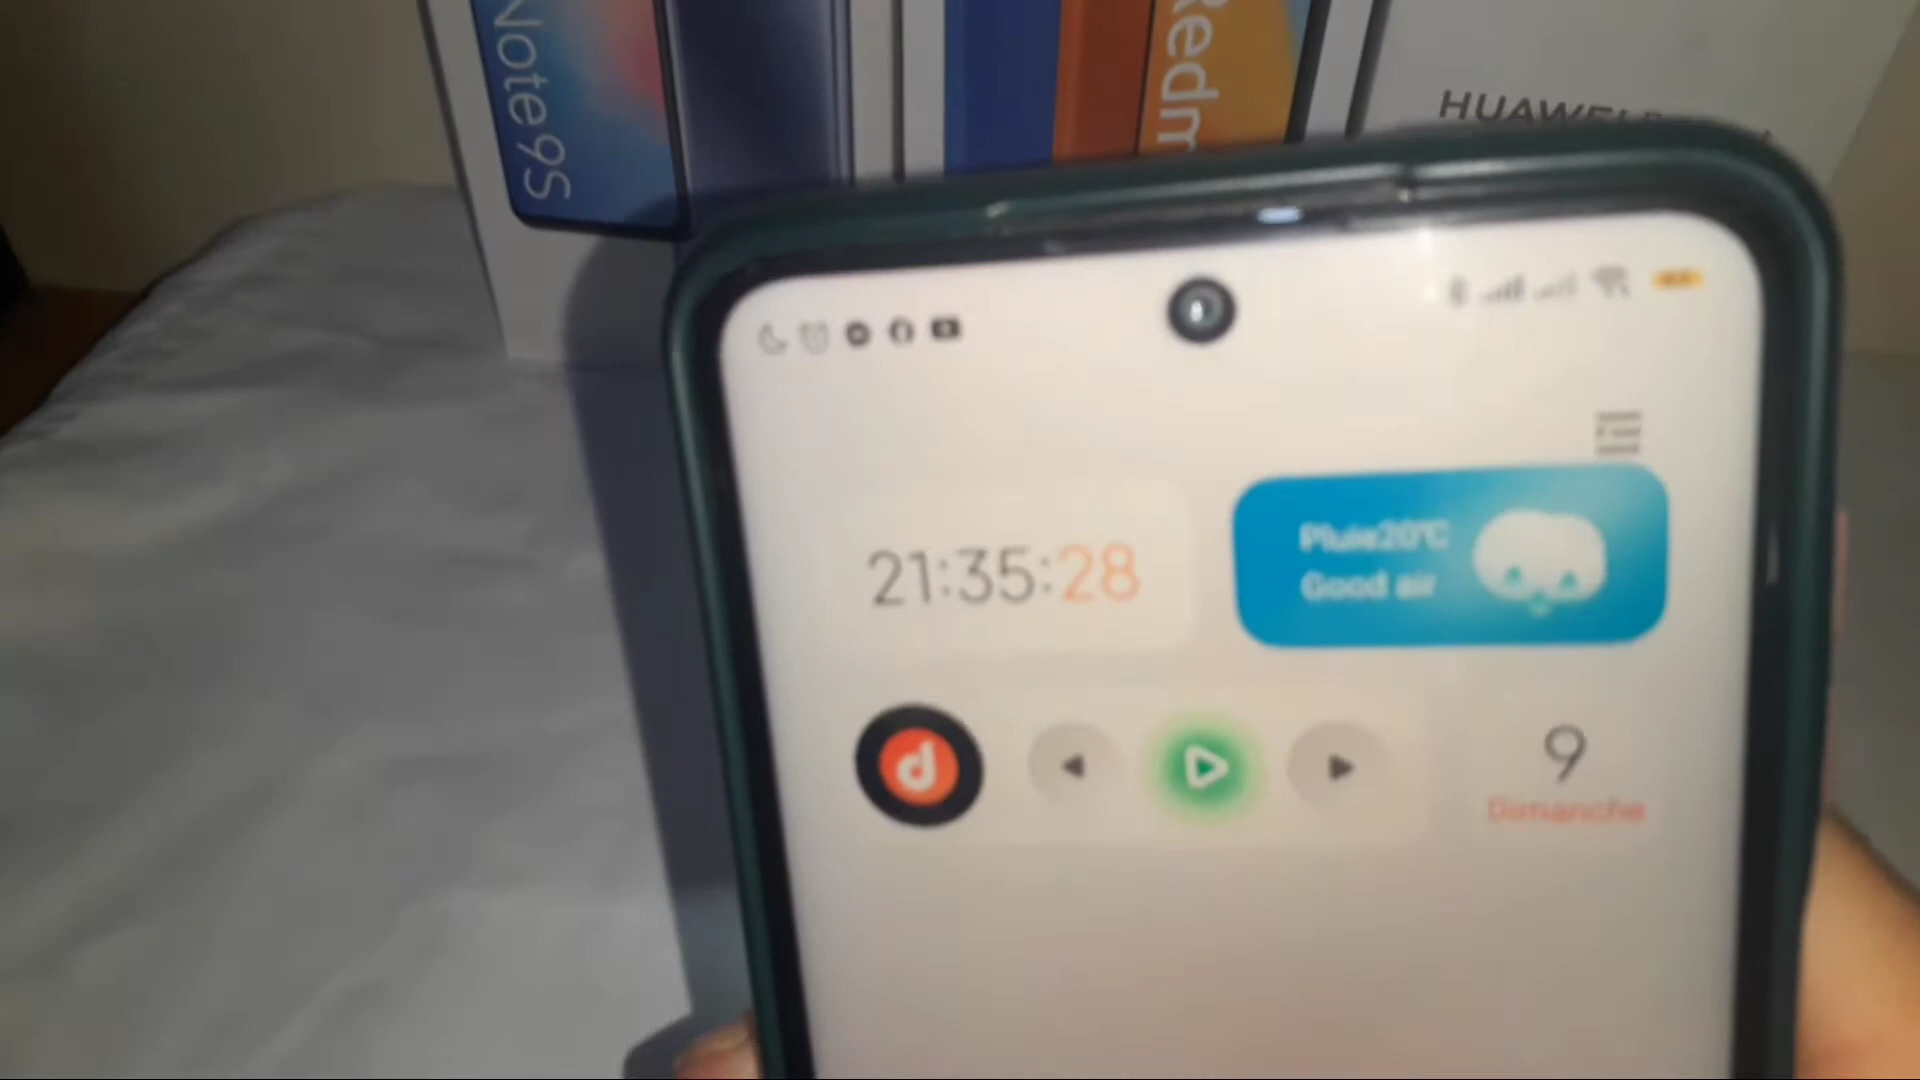 Note 9S
Redm
HUAWEI
21:35:28
Pluie20°C
Good air
d
9
Dimanche